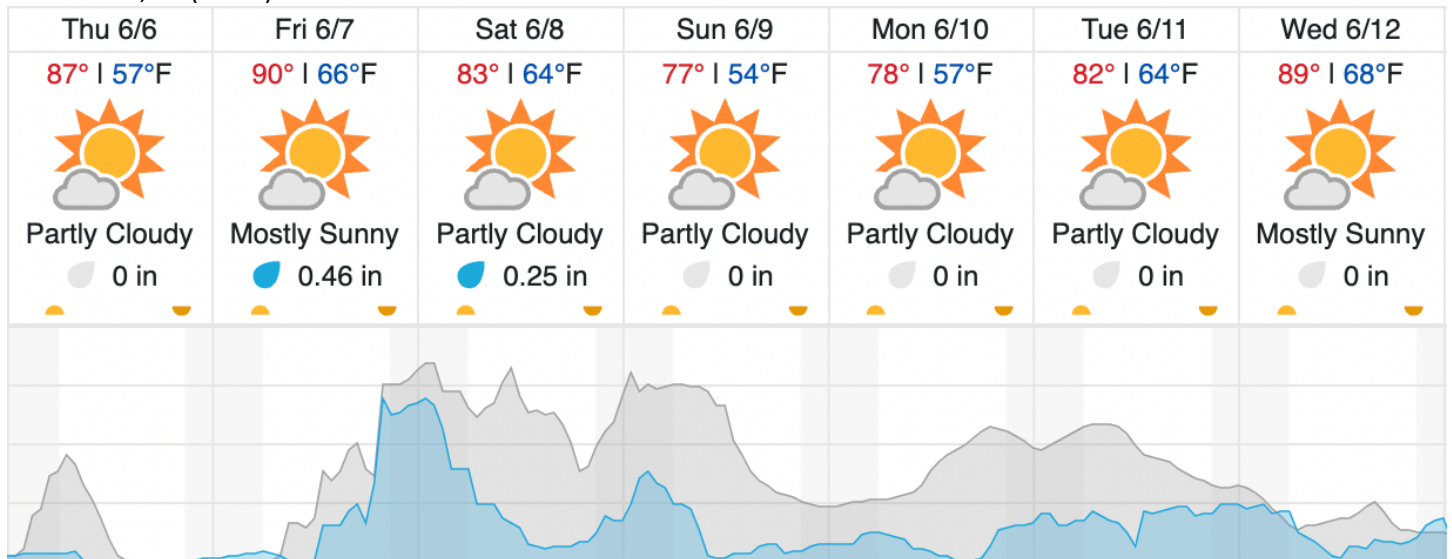 Thu 6/6 Fri 6/7 Sat 6/8 Sun 6/9 Mon 6/10 Tue 6/11 Wed 6/12
87° | 57°F 90° | 66°F 83° | 64°F 77° | 54°F 78° | 57°F 82° | 64°F 89° | 68°F
Partly Cloudy Mostly Sunny Partly Cloudy Partly Cloudy Partly Cloudy Partly Cloudy Mostly Sunny
0 in 0.46 in 0.25 in 0 in 0 in 0 in 0 in